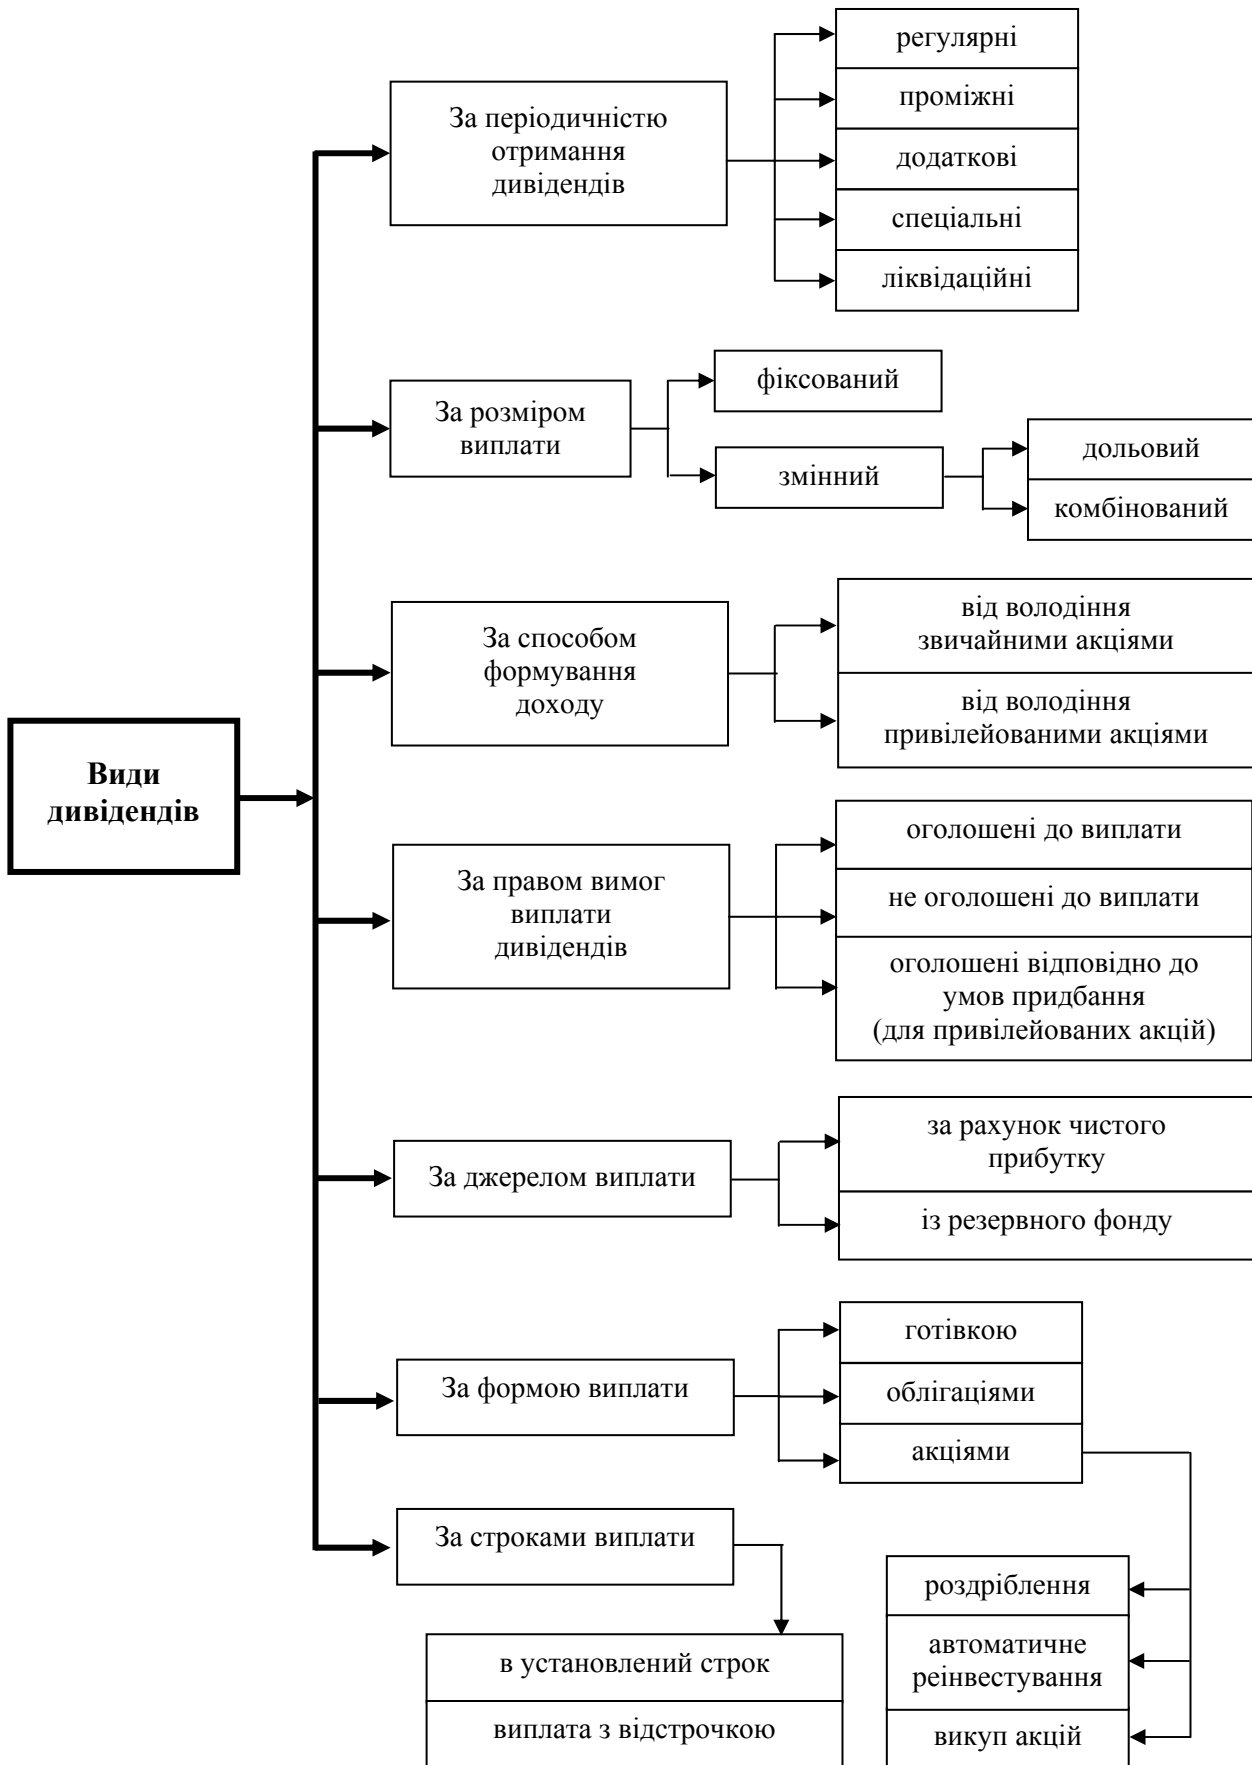 регулярні
проміжні
додаткові
спеціальні
ліквідаційні
За періодичністю
отримання
дивідендів
фіксований
змінний
дольовий
комбінований
За розміром
виплати
За способом
формування
доходу
від володіння
звичайними акціями
від володіння
привілейованими акціями
Види
дивідендів
За правом вимог
виплати
дивідендів
оголошені до виплати
не оголошені до виплати
оголошені відповідно до
умов придбання
(для привілейованих акцій)
За джерелом виплати
за рахунок чистого
прибутку
із резервного фонду
За формою виплати
готівкою
облігаціями
акціями
За строками виплати
в установлений строк
виплата з відстрочкою
роздріблення
автоматичне
реінвестування
викуп акцій